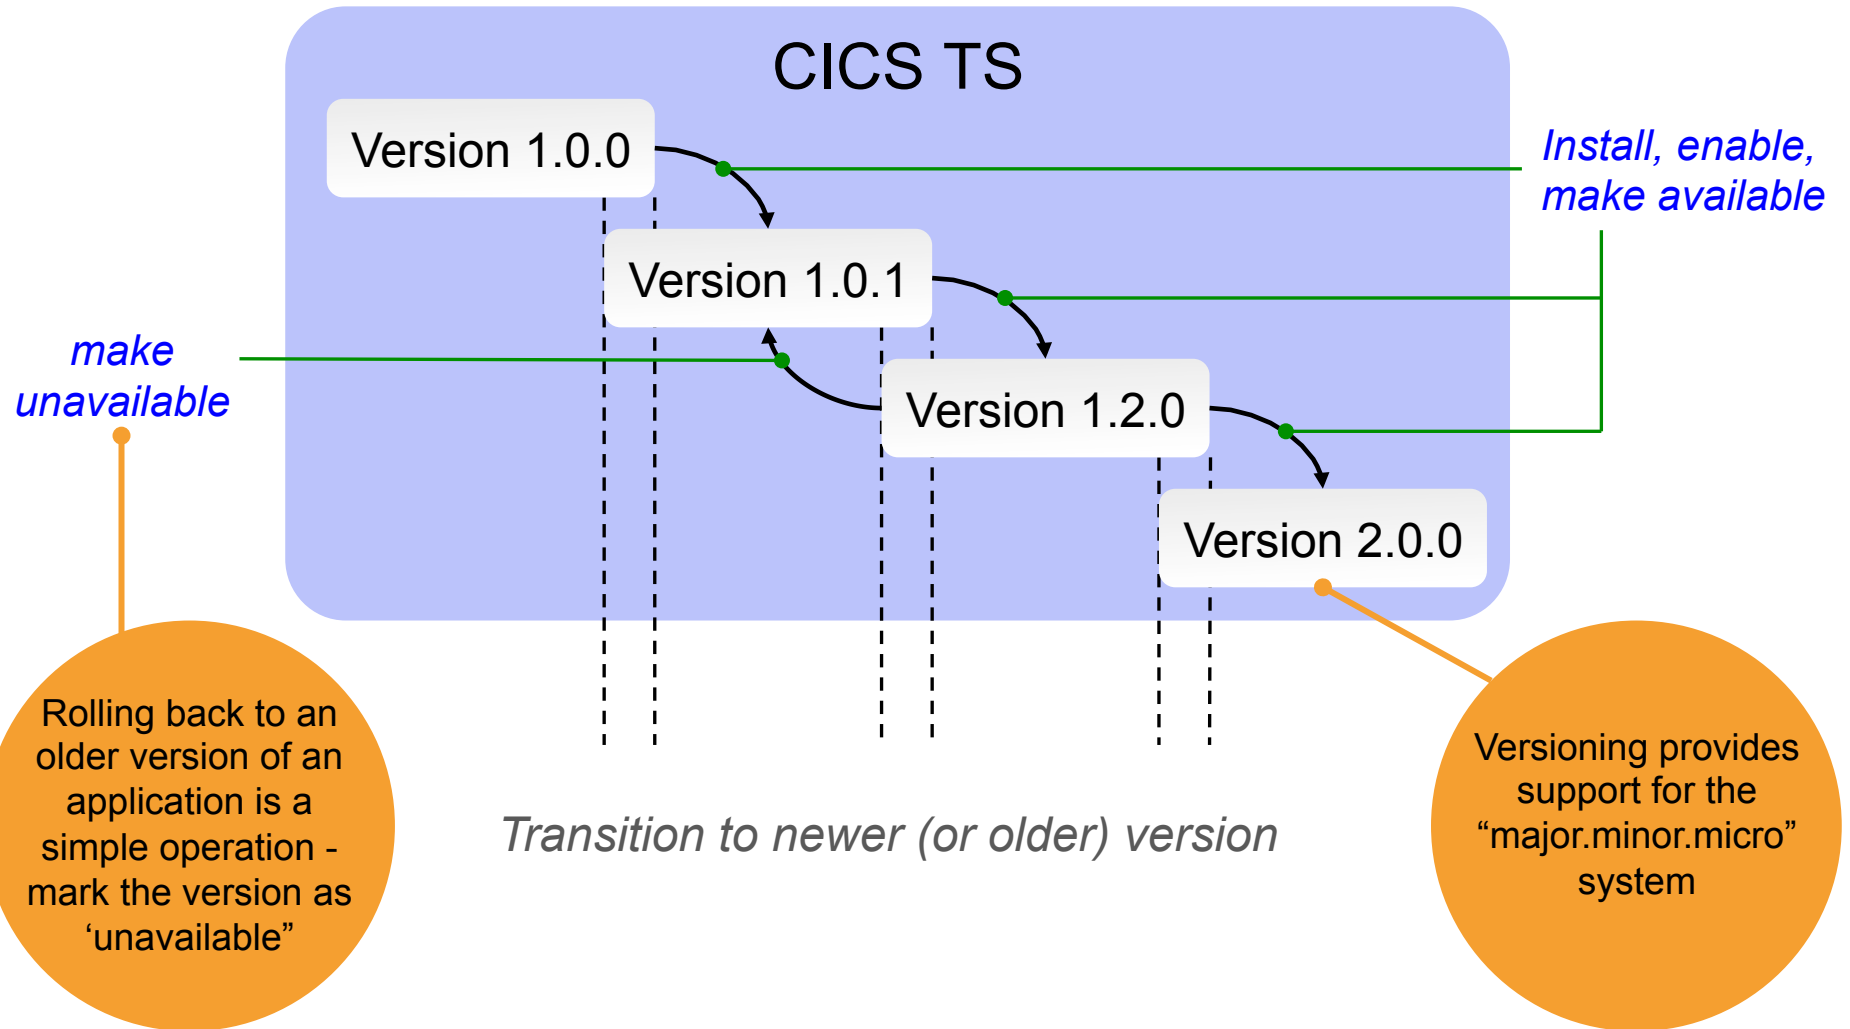 CICS TS
Version 1.0.0
Install, enable,
make available
Version 1.0.1
make
unavailable
Version 1.2.0
Version 2.0.0
Rolling back to an
older version of an
application is a
simple operation -
mark the version as
‘unavailable”
Transition to newer (or older) version
Versioning provides
support for the
“major.minor.micro”
system